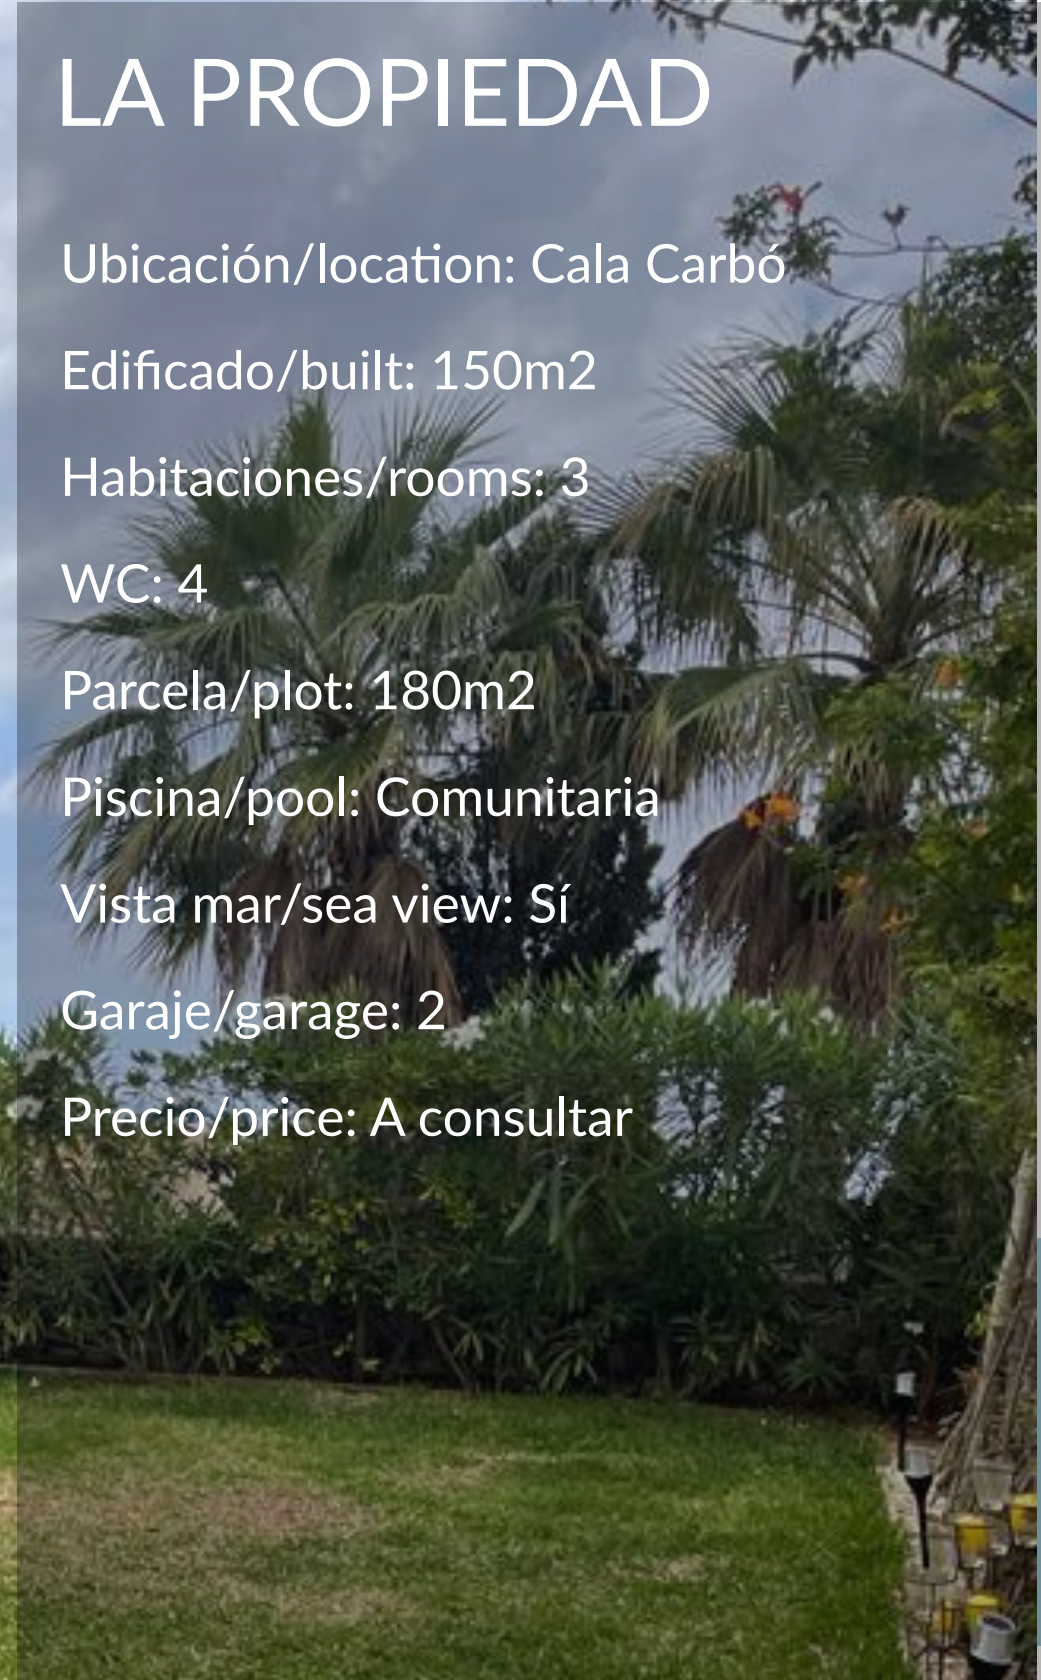 LA PROPIEDAD
Ubicación/location: Cala Carbó
Edificado/built: 150m2
Habitaciones/rooms: 3
WC: 4
Parcela/plot: 180m2
Piscina/pool: Comunitaria
Vista mar/sea view: Sí
Garaje/garage: 2
Precio/price: A consultar